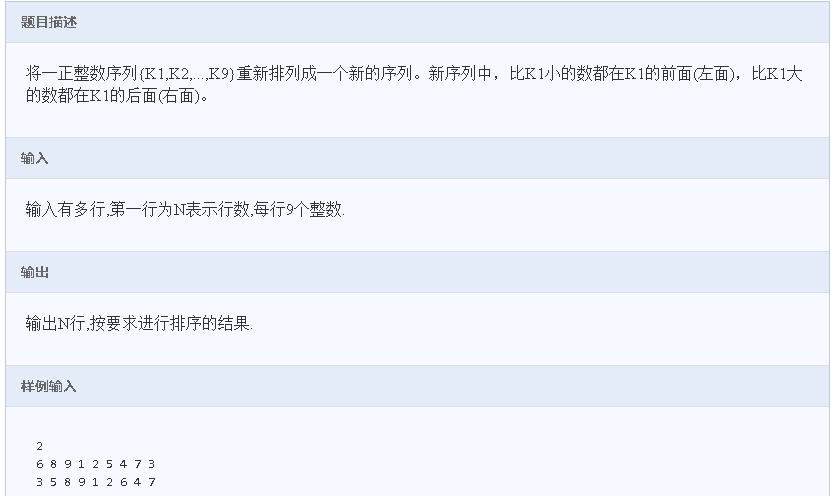 题目描述
将一正整数序列{K1,K2,...,K9}重新排列成一个新的序列。新序列中，比K1小的数都在K1的前面(左面)，比K1大
的数都在K1的后面(右面)。
输入
输入有多行,第一行为N表示行数,每行9个整数.
输出
输出N行,按要求进行排序的结果.
样例输入
2
6 8 9 1 2 5 4 7 3
3 5 8 9 1 2 6 4 7